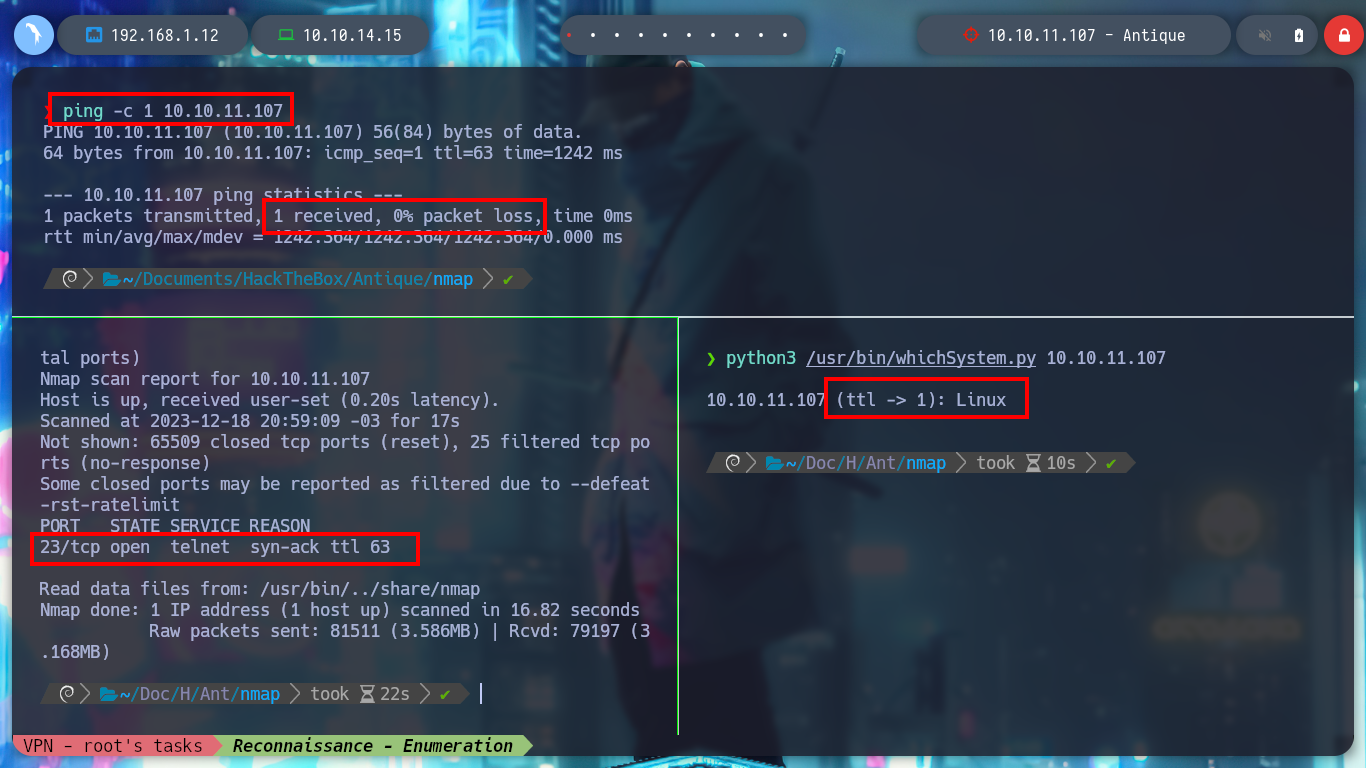 192.168.1.12
10.10.14.15
10.10.11.107 - Antique
❯ ping -c 1 10.10.11.107
PING 10.10.11.107 (10.10.11.107) 56(84) bytes of data.
64 bytes from 10.10.11.107: icmp_seq=1 ttl=63 time=1242 ms
--- 10.10.11.107 ping statistics ---
1 packets transmitted, 1 received, 0% packet loss, time 0ms
rtt min/avg/max/mdev = 1242.364/1242.364/1242.364/0.000 ms
~/Documents/HackTheBox/Antique/nmap ✔
tal ports)
Nmap scan report for 10.10.11.107
Host is up, received user-set (0.20s latency).
Scanned at 2023-12-18 20:59:09 -03 for 17s
Not shown: 65509 closed tcp ports (reset), 25 filtered tcp po
rts (no-response)
Some closed ports may be reported as filtered due to --defeat
-rst-ratelimit
PORT   STATE SERVICE REASON
23/tcp open  telnet  syn-ack ttl 63
Read data files from: /usr/bin/../share/nmap
Nmap done: 1 IP address (1 host up) scanned in 16.82 seconds
Raw packets sent: 81511 (3.586MB) | Rcvd: 79197 (3
.168MB)
~/Doc/H/Ant/nmap took 22s ✔
❯ python3 /usr/bin/whichSystem.py 10.10.11.107
10.10.11.107 (ttl -> 1): Linux
~/Doc/H/Ant/nmap took 10s ✔
VPN - root's tasks
Reconnaissance - Enumeration